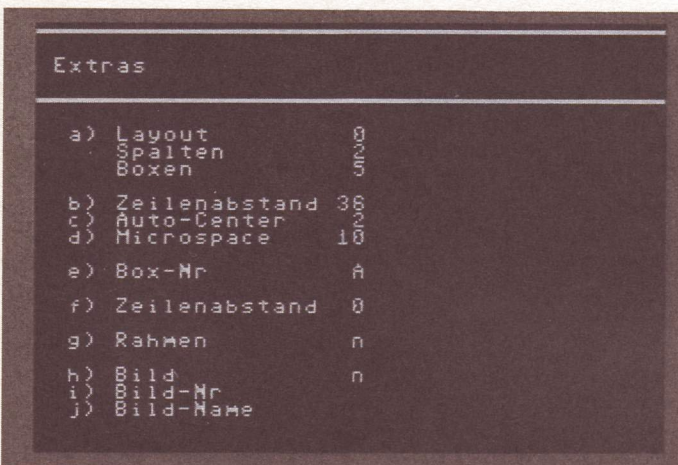 Extras
a) Layout 0
Spalten 2
Boxen 5
b) Zeilenabstand 36
c) Auto-Center 2
d) Microspace 10
e) Box-Nr A
f) Zeilenabstand 0
g) Rahmen n
h) Bild n
i) Bild-Nr
j) Bild-Name